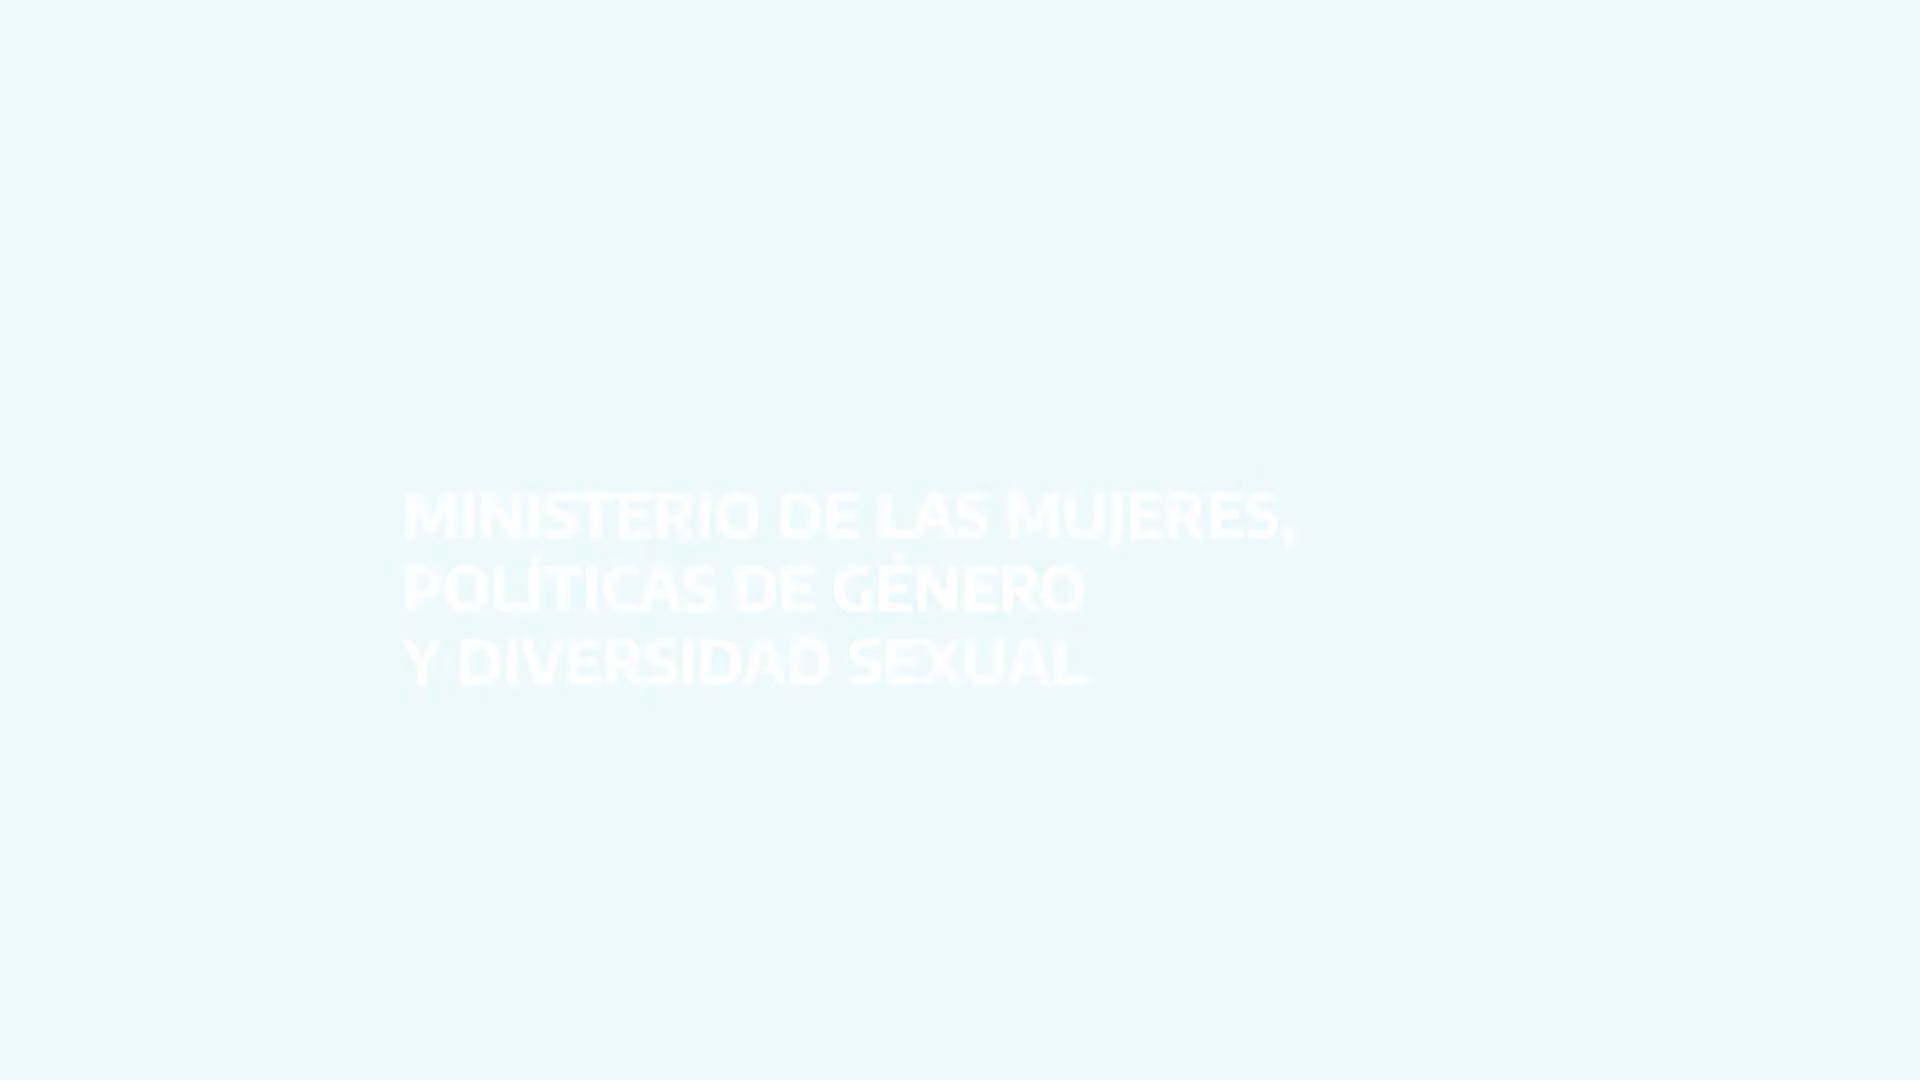 MINISTERIO DE LAS MUJERES,
POLÍTICAS DE GÉNERO
Y DIVERSIDAD SEXUAL